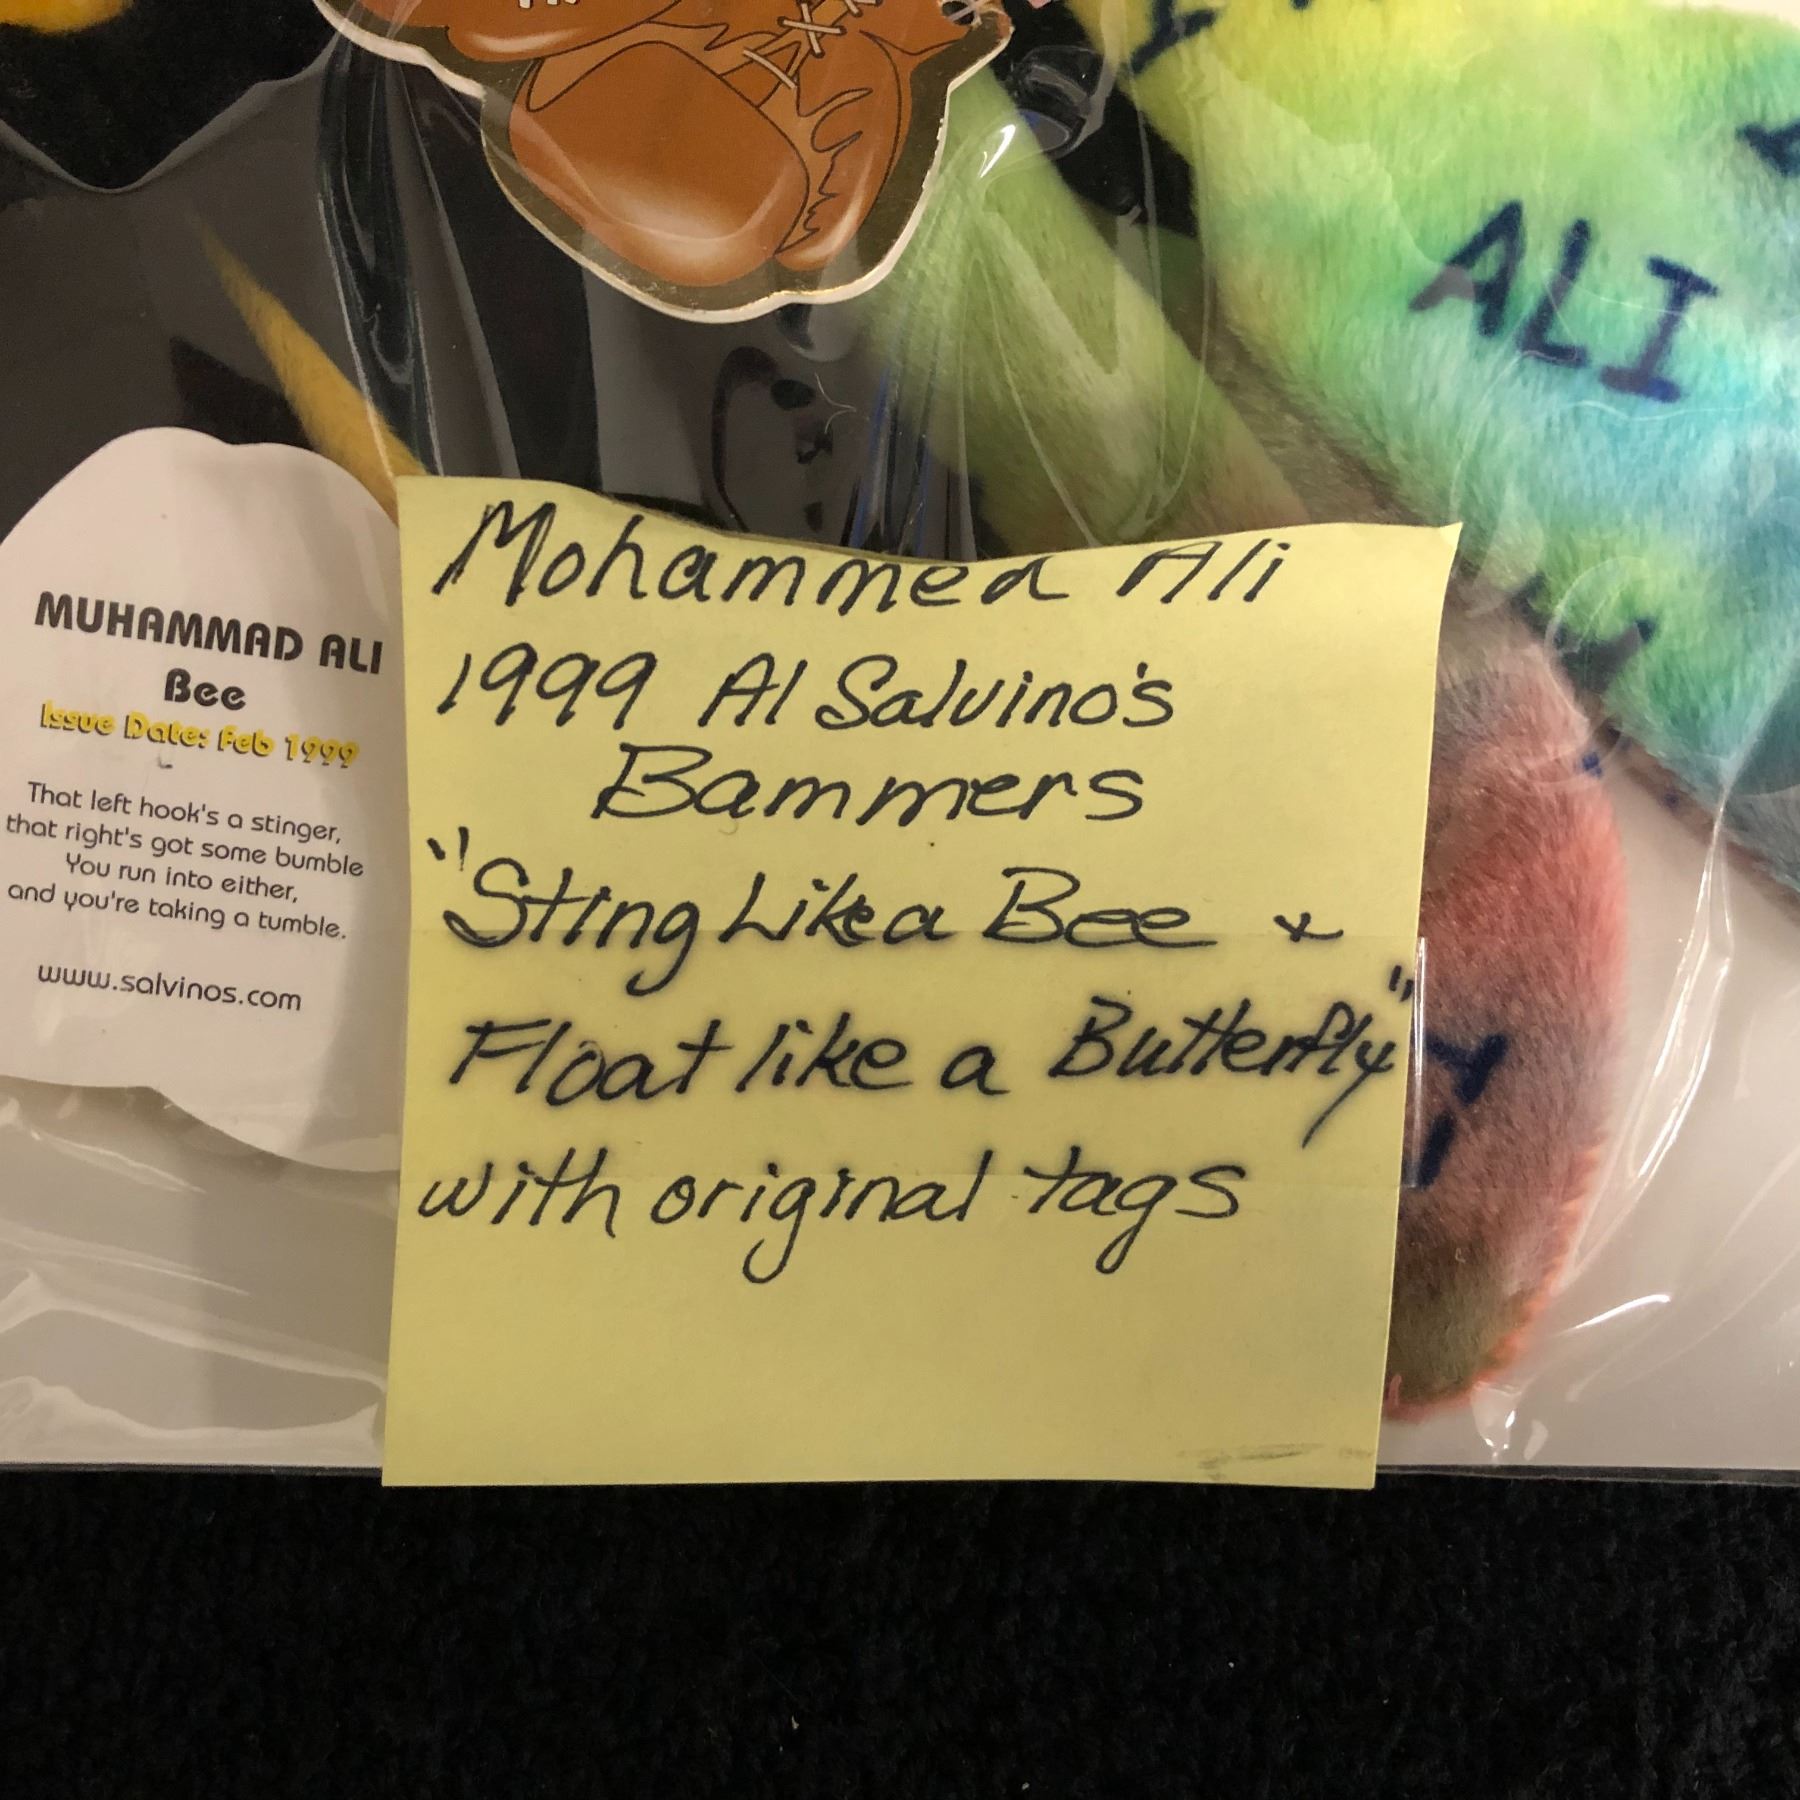 ALI
MUHAMMAD ALI
Bee
Issue Date: Feb 1999
That left hook's a stinger,
that right's got some bumble
You run into either,
and you're taking a tumble.
www.salvinos.com
Mohammed Ali
1999 Al Salvino's
Bammers
"Sting Like a Bee +
Float like a Butterfly"
with original tags